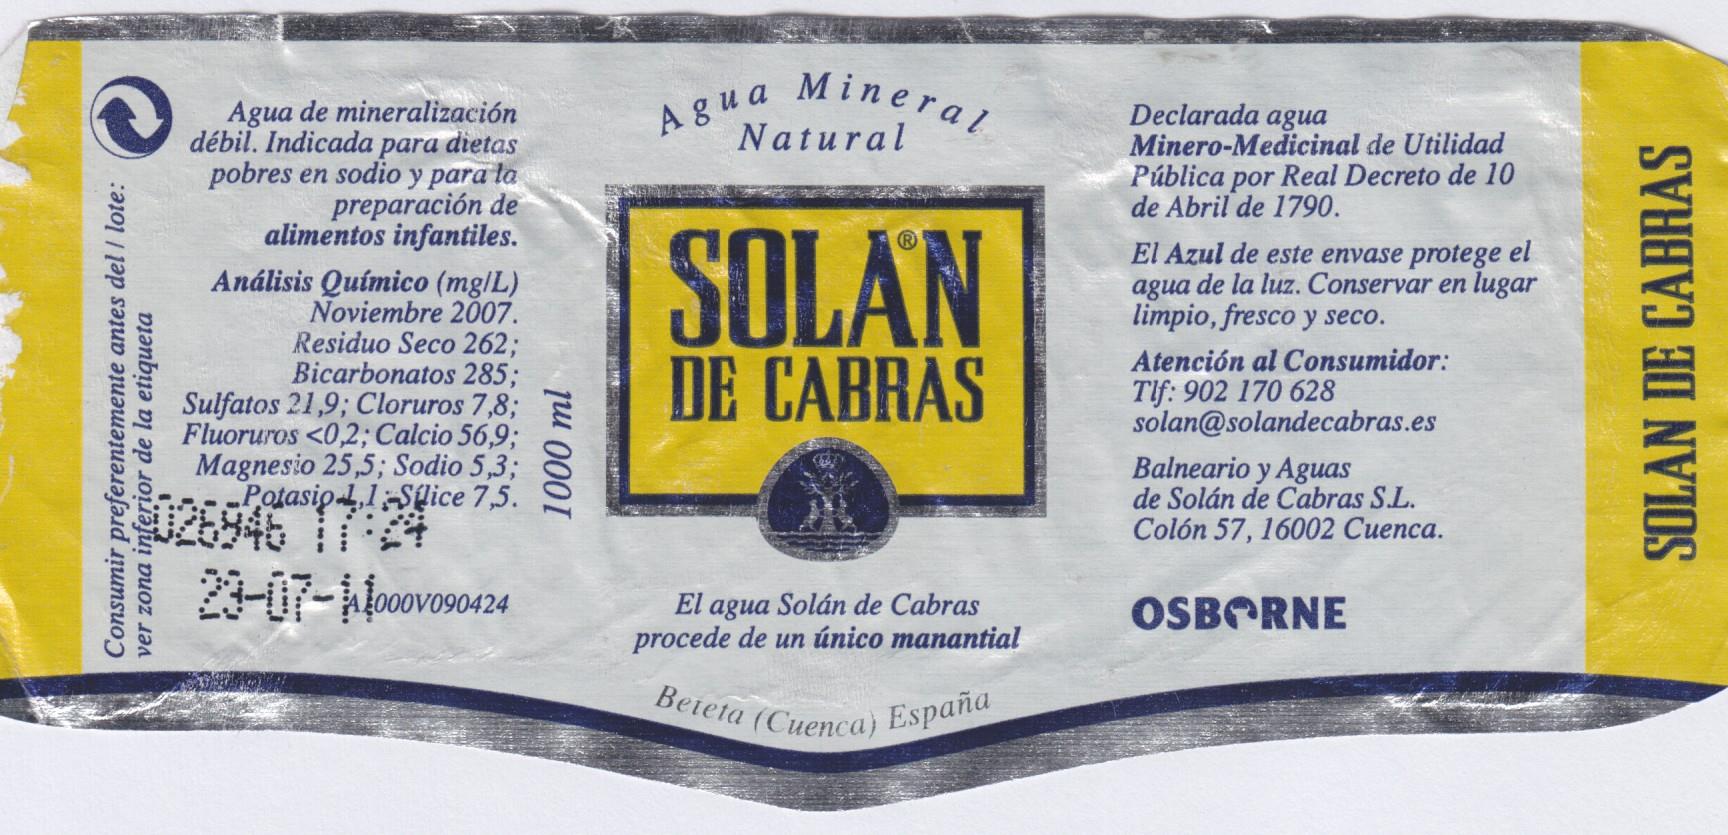 Consumir preferentemente antes del / lote:
ver zona inferior de la etiqueta
Agua de mineralización
débil. Indicada para dietas
pobres en sodio y para la
preparación de
alimentos infantiles.
Análisis Químico (mg/L)
Noviembre 2007.
Residuo Seco 262;
Bicarbonatos 285;
Sulfatos 21,9; Cloruros 7,8;
Fluoruros <0,2; Calcio 56,9;
Magnesio 25,5; Sodio 5,3;
Potasio 1,1; Sílice 7,5.
17:24
23-07-11
1000 ml
Agua Mineral
Natural
SOLAN®
DE CABRAS
El agua Solán de Cabras
procede de un único manantial
Beteta (Cuenca) España
Declarada agua
Minero-Medicinal de Utilidad
Pública por Real Decreto de 10
de Abril de 1790.
El Azul de este envase protege el
agua de la luz. Conservar en lugar
limpio, fresco y seco.
Atención al Consumidor:
Tlf: 902 170 628
solan@solandecabras.es
Balneario y Aguas
de Solán de Cabras S.L.
Colón 57, 16002 Cuenca.
OSBORNE
SOLAN DE CABRAS